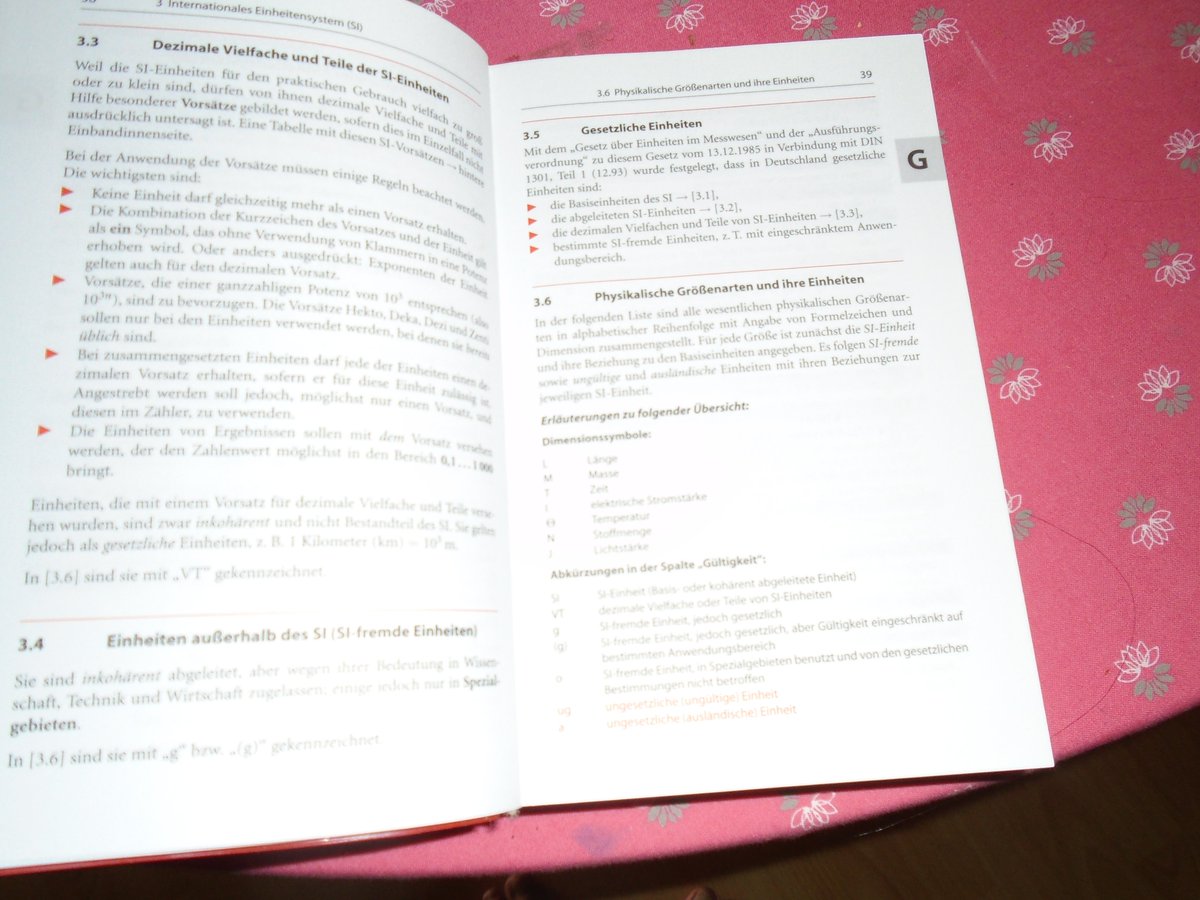 3 Internationales Einheitensystem (SI)
3.3 Dezimale Vielfache und Teile der SI-Einheiten
Weil die SI-Einheiten für den praktischen Gebrauch vielfach zu groß
oder zu klein sind, dürfen von ihnen dezimale Vielfache und Teile mit
Hilfe besonderer Vorsätze gebildet werden, sofern dies im Einzelfall nicht
ausdrücklich untersagt ist. Eine Tabelle mit diesen SI-Vorsätzen → hintere
Einbandinnenseite.
Bei der Anwendung der Vorsätze müssen einige Regeln beachtet werden.
Die wichtigsten sind:
Keine Einheit darf gleichzeitig mehr als einen Vorsatz erhalten.
Die Kombination der Kurzzeichen des Vorsatzes und der Einheit gilt
als ein Symbol, das ohne Verwendung von Klammern in eine Potenz
erhoben wird. Oder anders ausgedrückt: Exponenten der Einheit
gelten auch für den dezimalen Vorsatz.
Vorsätze, die einer ganzzahligen Potenz von 10³ entsprechen (also
10³ⁿ), sind zu bevorzugen. Die Vorsätze Hekto, Deka, Dezi und Zenti
sollen nur bei den Einheiten verwendet werden, bei denen sie bereits
üblich sind.
Bei zusammengesetzten Einheiten darf jede der Einheiten einen de-
zimalen Vorsatz erhalten, sofern er für diese Einheit zulässig ist.
Angestrebt werden soll jedoch, möglichst nur einen Vorsatz, und
diesen im Zähler, zu verwenden.
Die Einheiten von Ergebnissen sollen mit dem Vorsatz versehen
werden, der den Zahlenwert möglichst in den Bereich 0,1...1000
bringt.
Einheiten, die mit einem Vorsatz für dezimale Vielfache und Teile verse-
hen wurden, sind zwar inkohärent und nicht Bestandteil des SI. Sie gelten
jedoch als gesetzliche Einheiten, z. B. 1 Kilometer (km) = 10³ m.
In [3.6] sind sie mit „VT" gekennzeichnet
3.4 Einheiten außerhalb des SI (SI-fremde Einheiten)
Sie sind inkohärent abgeleitet, aber wegen ihrer Bedeutung in Wissen-
schaft, Technik und Wirtschaft zugelassen; einige jedoch nur in Spezial-
gebieten.
In [3.6] sind sie mit „g" bzw. „(g)" gekennzeichnet
3.6 Physikalische Größenarten und ihre Einheiten 39
3.5 Gesetzliche Einheiten
Mit dem „Gesetz über Einheiten im Messwesen" und der „Ausführungs-
verordnung" zu diesem Gesetz vom 13.12.1985 in Verbindung mit DIN
1301, Teil 1 (12.93) wurde festgelegt, dass in Deutschland gesetzliche
Einheiten sind:
die Basiseinheiten des SI → [3.1],
die abgeleiteten SI-Einheiten → [3.2],
die dezimalen Vielfachen und Teile von SI-Einheiten → [3.3],
bestimmte SI-fremde Einheiten, z. T. mit eingeschränktem Anwen-
dungsbereich.
G
3.6 Physikalische Größenarten und ihre Einheiten
In der folgenden Liste sind alle wesentlichen physikalischen Größenar-
ten in alphabetischer Reihenfolge mit Angabe von Formelzeichen und
Dimension zusammengestellt. Für jede Größe ist zunächst die SI-Einheit
und ihre Beziehung zu den Basiseinheiten angegeben. Es folgen SI-fremde
sowie ungültige und ausländische Einheiten mit ihren Beziehungen zur
jeweiligen SI-Einheit.
Erläuterungen zu folgender Übersicht:
Dimensionssymbole:
L Länge
M Masse
T Zeit
I elektrische Stromstärke
Θ Temperatur
N Stoffmenge
J Lichtstärke
Abkürzungen in der Spalte „Gültigkeit":
SI SI-Einheit (Basis- oder kohärent abgeleitete Einheit)
VT dezimale Vielfache oder Teile von SI-Einheiten
g SI-fremde Einheit, jedoch gesetzlich
(g) SI-fremde Einheit, jedoch gesetzlich, aber Gültigkeit eingeschränkt auf
bestimmten Anwendungsbereich
o SI-fremde Einheit, in Spezialgebieten benutzt und von den gesetzlichen
Bestimmungen nicht betroffen
ug ungesetzliche (ungültige) Einheit
a ungesetzliche (ausländische) Einheit